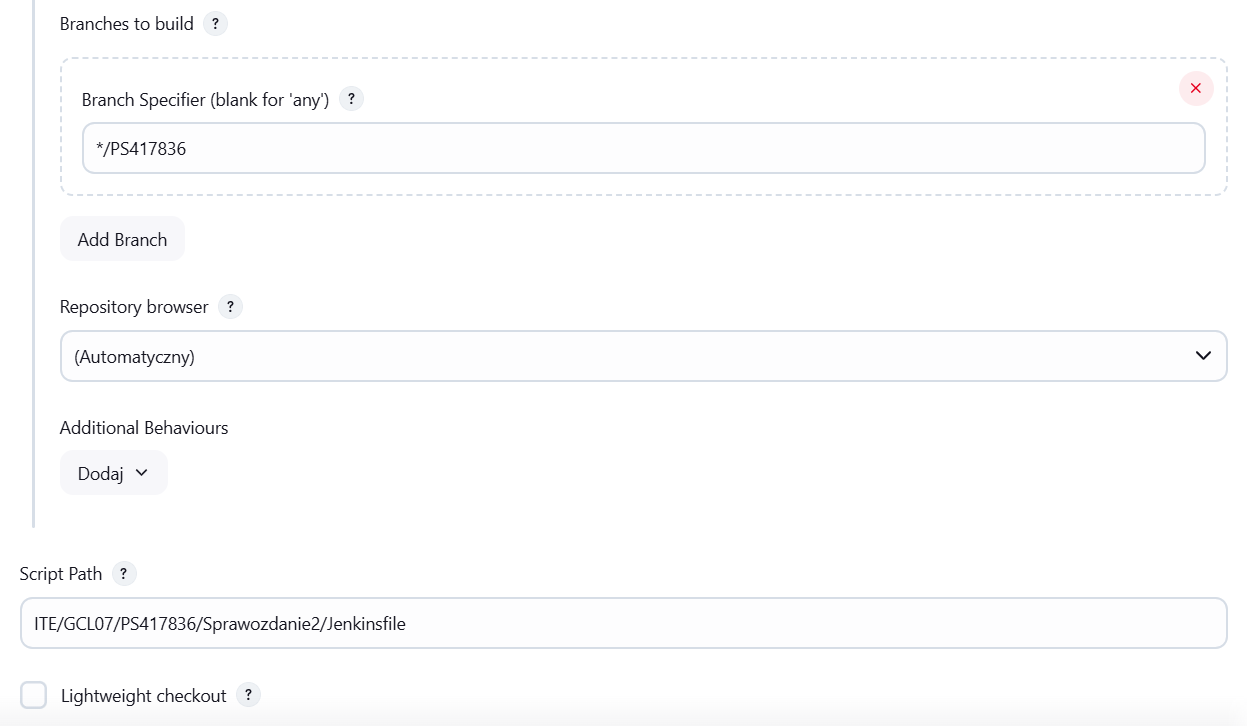 Branches to build ?
Branch Specifier (blank for 'any') ?
*/PS417836
Add Branch
Repository browser ?
(Automatyczny)
Additional Behaviours
Dodaj
Script Path ?
ITE/GCL07/PS417836/Sprawozdanie2/Jenkinsfile
Lightweight checkout ?